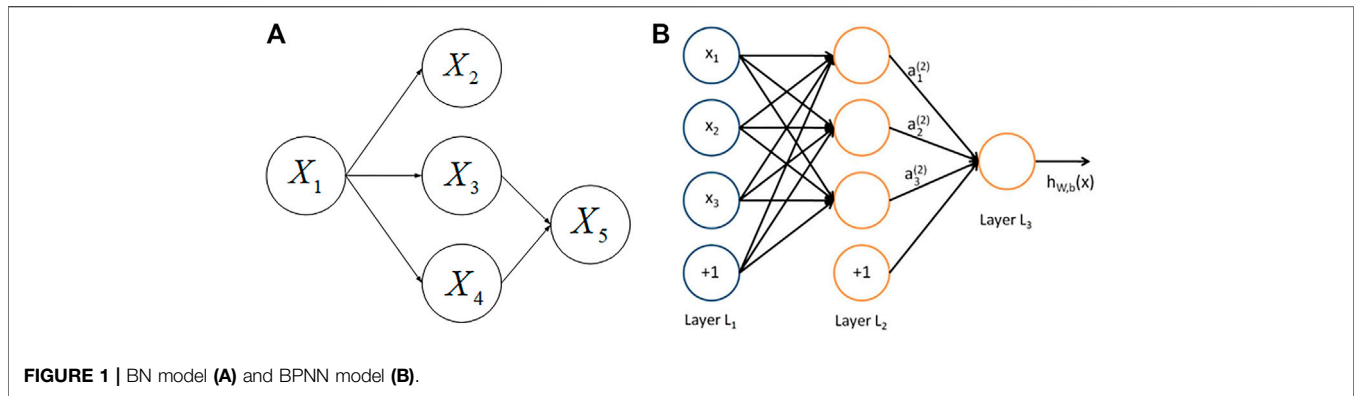 A
X₁
X₂
X₃
X₄
X₅
B
x₁
x₂
x₃
+1
Layer L₁
a₁⁽²⁾
a₂⁽²⁾
a₃⁽²⁾
+1
Layer L₂
Layer L₃
h_{W,b}(x)
FIGURE 1 | BN model (A) and BPNN model (B).